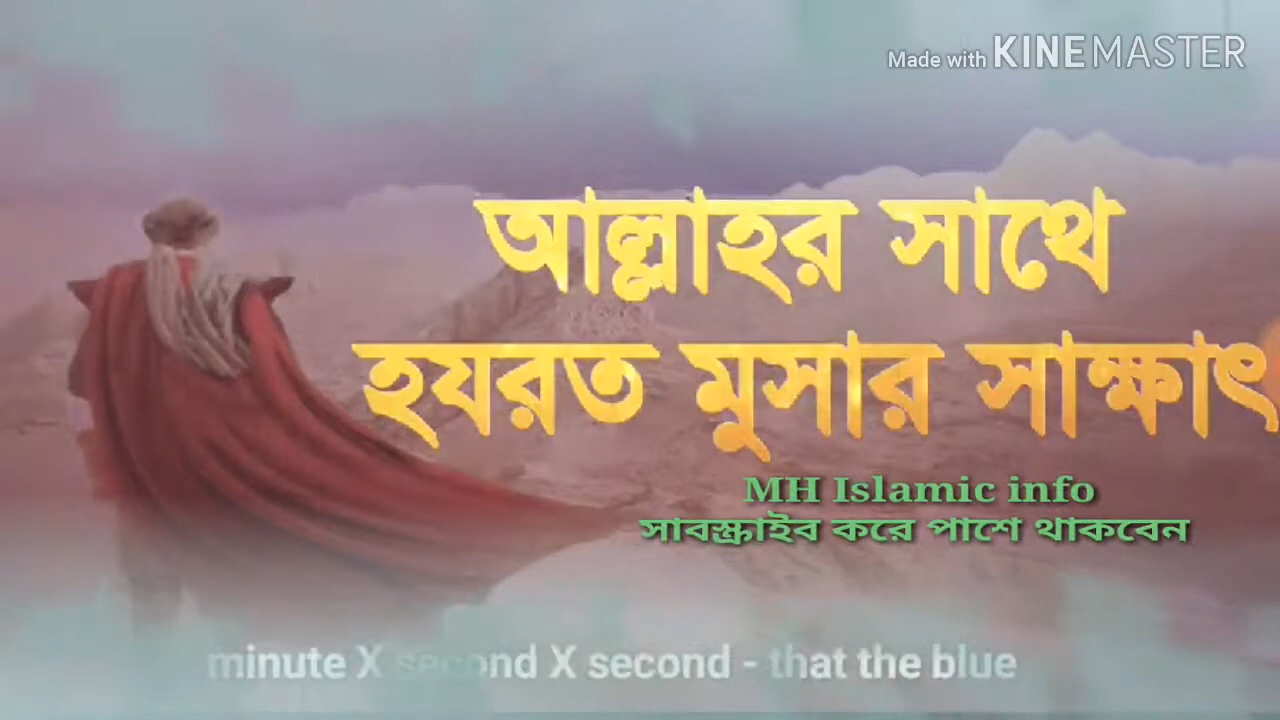 Made with KINEMASTER
আল্লাহর সাথে
হযরত মুসার সাক্ষাৎ
MH Islamic info
সাবস্ক্রাইব করে পাশে থাকবেন
minute X second X second - that the blue